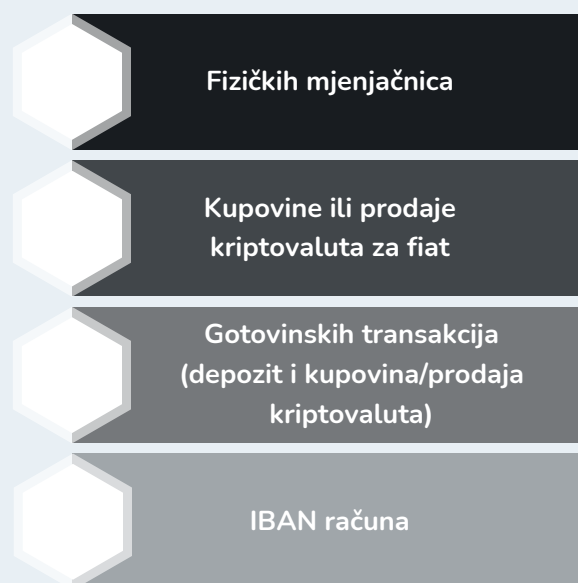 Fizičkih mjenjačnica
Kupovine ili prodaje
kriptovaluta za fiat
Gotovinskih transakcija
(depozit i kupovina/prodaja
kriptovaluta)
IBAN računa